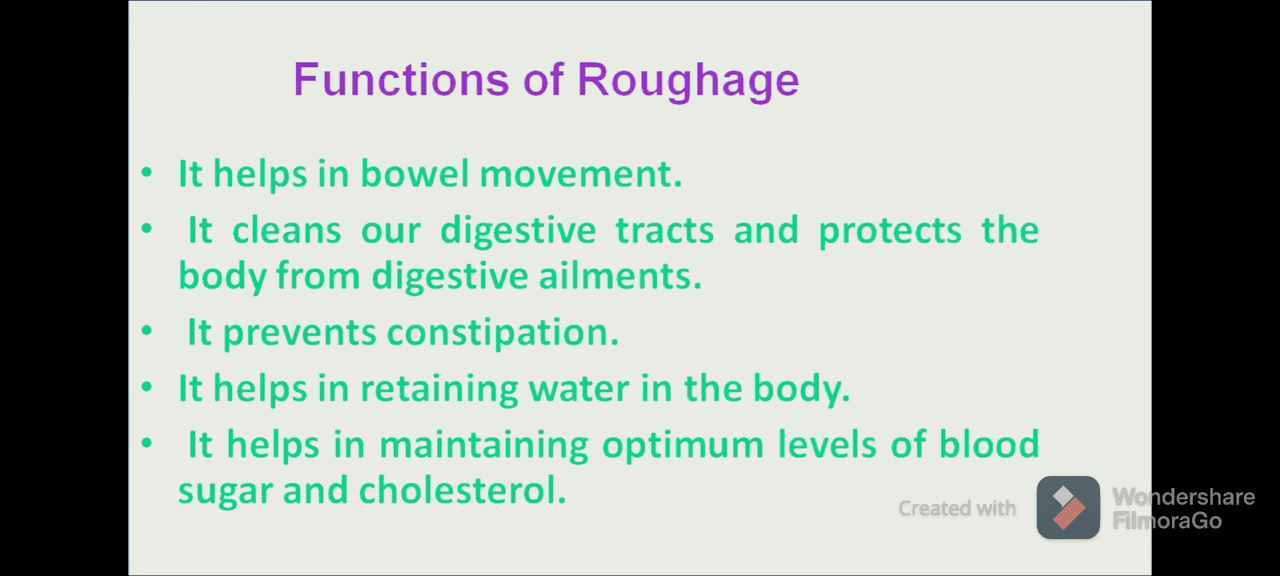 Functions of Roughage
• It helps in bowel movement.
• It cleans our digestive tracts and protects the
body from digestive ailments.
• It prevents constipation.
• It helps in retaining water in the body.
• It helps in maintaining optimum levels of blood
sugar and cholesterol.
Created with
Wondershare
FilmoraGo